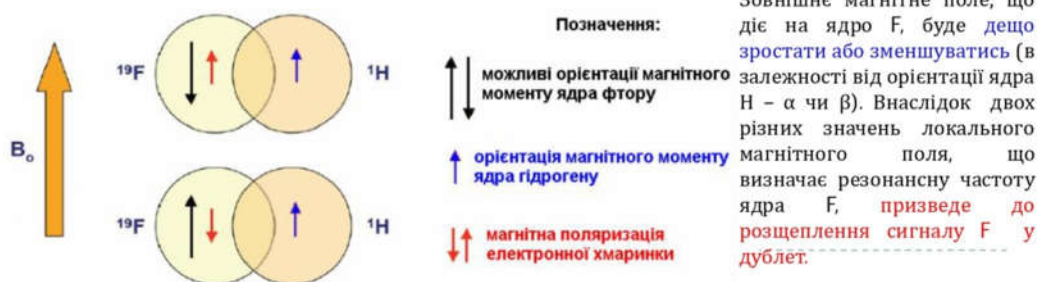 Зовнішнє магнітне поле, що
діє на ядро F, буде дещо
зростати або зменшуватись (в
залежності від орієнтації ядра
H – α чи β). Внаслідок двох
різних значень локального
магнітного поля, що
визначає резонансну частоту
ядра F, призведе до
розщеплення сигналу F у
дублет.
B₀
¹⁹F
¹H
¹⁹F
¹H
Позначення:
можливі орієнтації магнітного
моменту ядра фтору
орієнтація магнітного моменту
ядра гідрогену
магнітна поляризація
електронної хмаринки